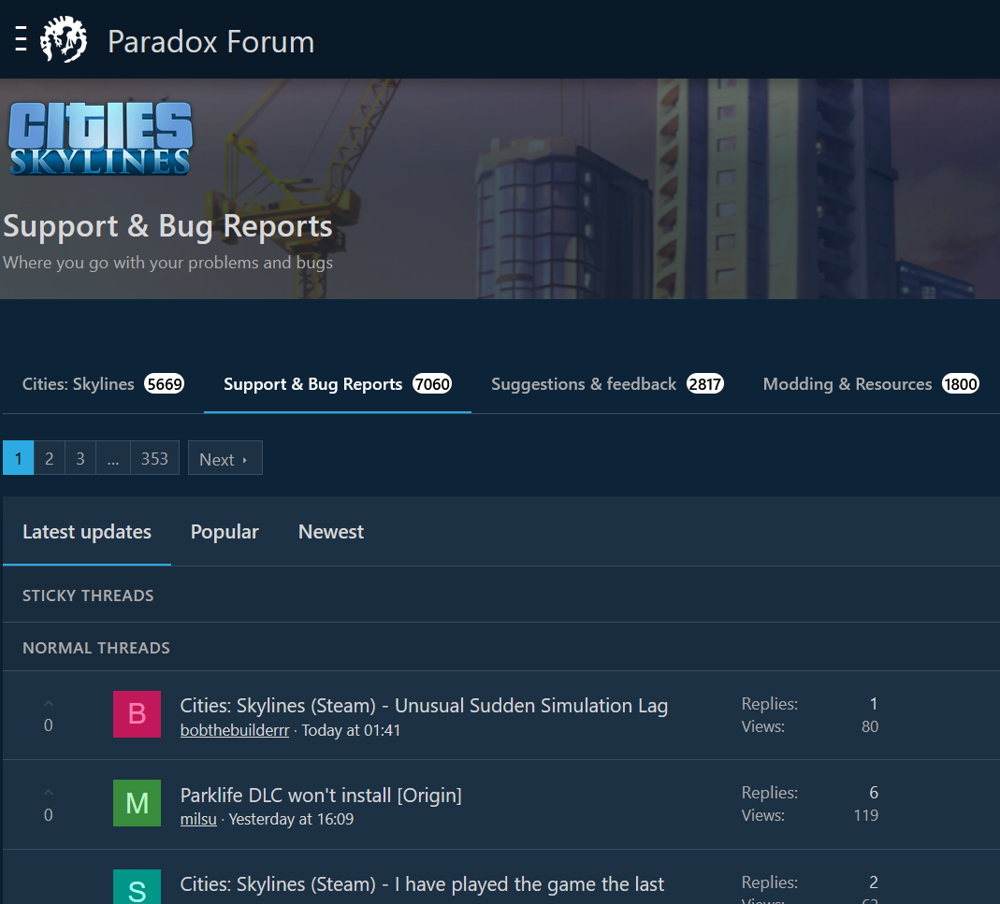 Paradox Forum
CITIES
SKYLINES
Support & Bug Reports
Where you go with your problems and bugs
Cities: Skylines 5669 Support & Bug Reports 7060 Suggestions & feedback 2817 Modding & Resources 1800
1 2 3 ... 353 Next
Latest updates Popular Newest
STICKY THREADS
NORMAL THREADS
Cities: Skylines (Steam) - Unusual Sudden Simulation Lag Replies: 1
0 B bobthebuilderrr · Today at 01:41 Views: 80
Parklife DLC won't install [Origin] Replies: 6
0 M milsu · Yesterday at 16:09 Views: 119
S Cities: Skylines (Steam) - I have played the game the last Replies: 2